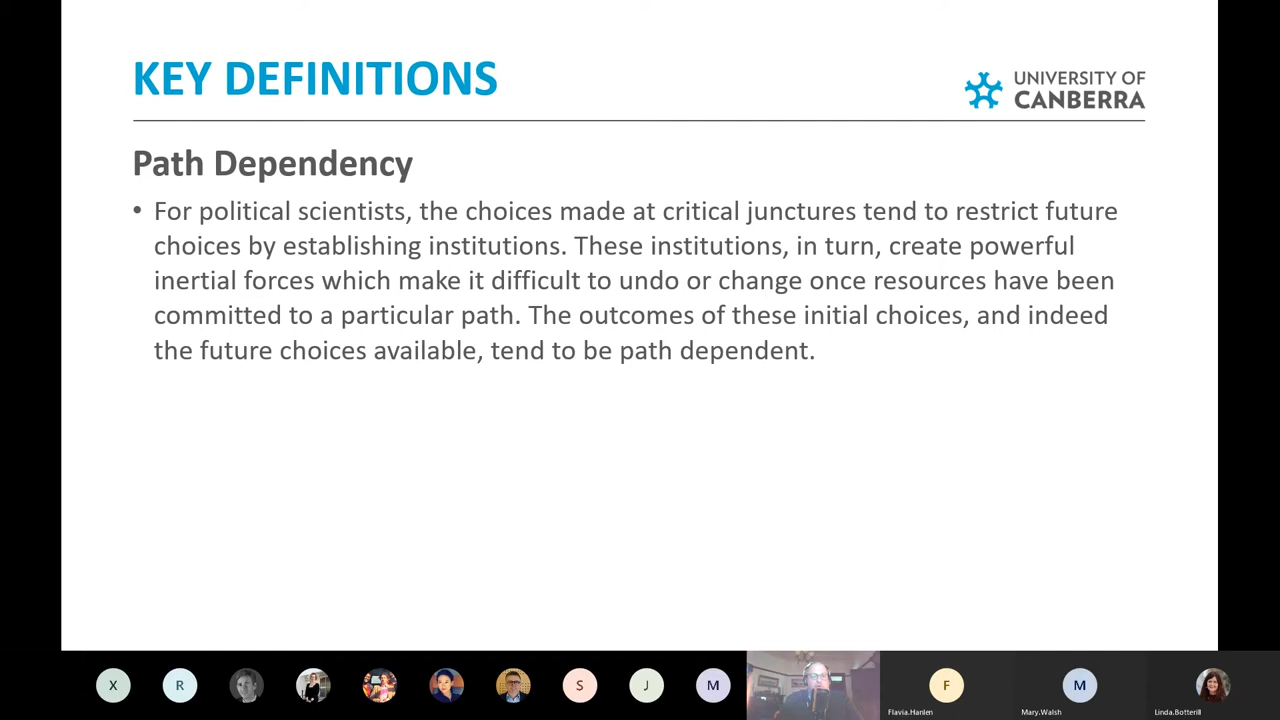 KEY DEFINITIONS
UNIVERSITY OF
CANBERRA
Path Dependency
• For political scientists, the choices made at critical junctures tend to restrict future
choices by establishing institutions. These institutions, in turn, create powerful
inertial forces which make it difficult to undo or change once resources have been
committed to a particular path. The outcomes of these initial choices, and indeed
the future choices available, tend to be path dependent.
X R S J M F M
Flavia.Hanlen Mary.Walsh Linda.Botterill